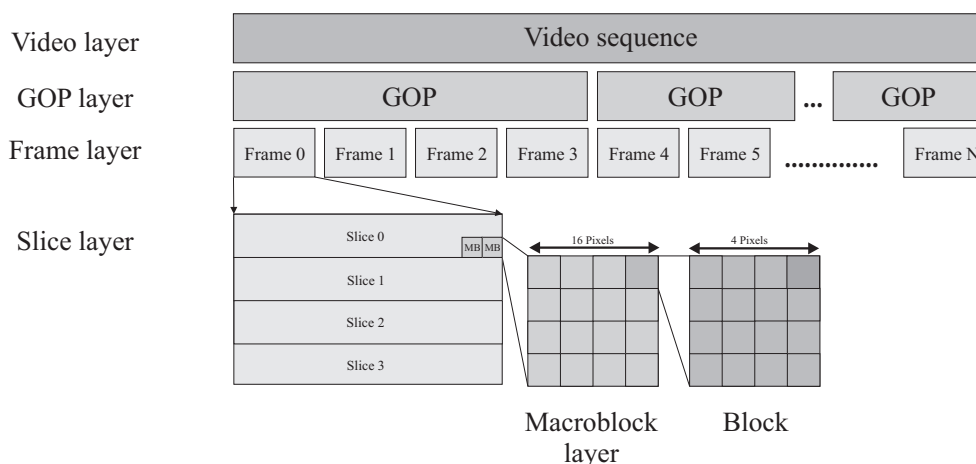 Video layer
Video sequence
GOP layer
GOP
GOP
...
GOP
Frame layer
Frame 0
Frame 1
Frame 2
Frame 3
Frame 4
Frame 5
..............
Frame N
Slice layer
Slice 0
MB
MB
Slice 1
Slice 2
Slice 3
16 Pixels
4 Pixels
Macroblock
layer
Block